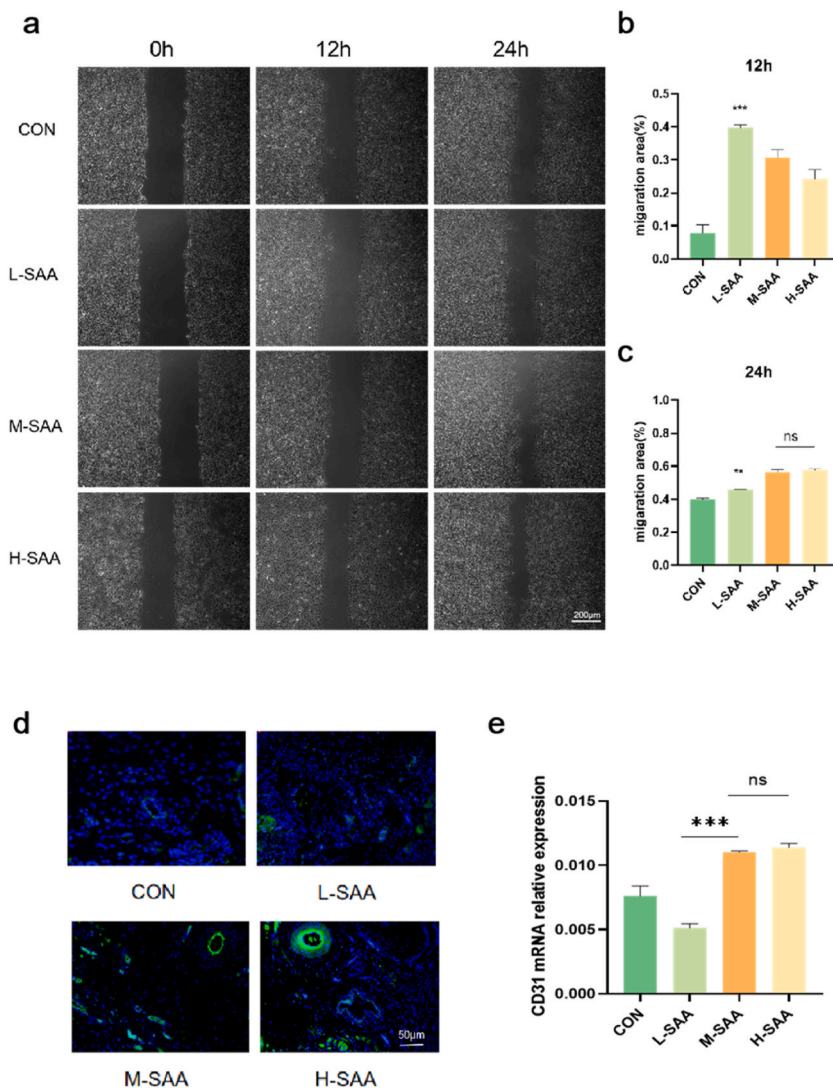 a
0h 12h 24h
CON
L-SAA
M-SAA
H-SAA
200μm
b
12h
migaration area(%)
0.5
0.4
0.3
0.2
0.1
0.0
***
CON L-SAA M-SAA H-SAA
c
24h
migaration area(%)
1.0
0.8
0.6
0.4
0.2
0.0
**
ns
CON L-SAA M-SAA H-SAA
d
CON L-SAA
50μm
M-SAA H-SAA
e
CD31 mRNA relative expression
0.015
0.010
0.005
0.000
***
ns
CON L-SAA M-SAA H-SAA